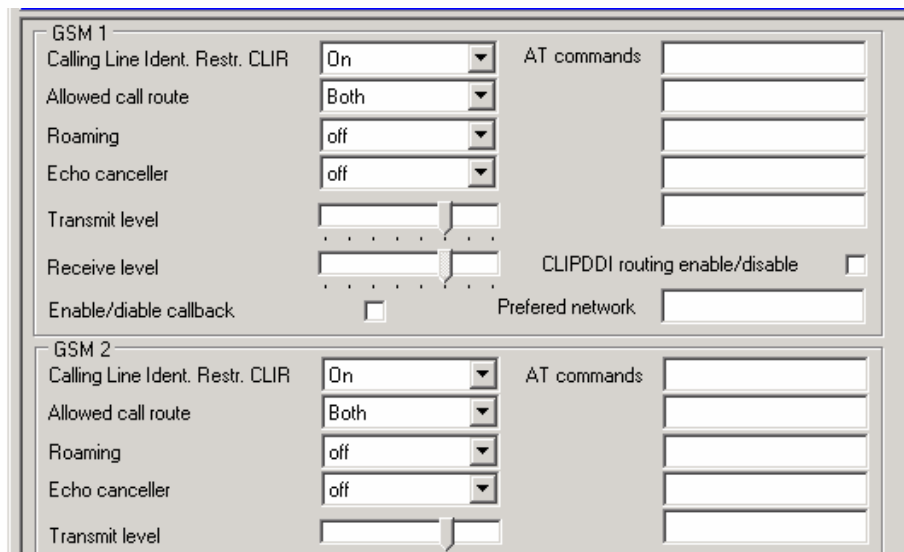 GSM 1
Calling Line Ident. Restr. CLIR On AT commands
Allowed call route Both
Roaming off
Echo canceller off
Transmit level
Receive level CLIPDDI routing enable/disable
Enable/diable callback Prefered network
GSM 2
Calling Line Ident. Restr. CLIR On AT commands
Allowed call route Both
Roaming off
Echo canceller off
Transmit level